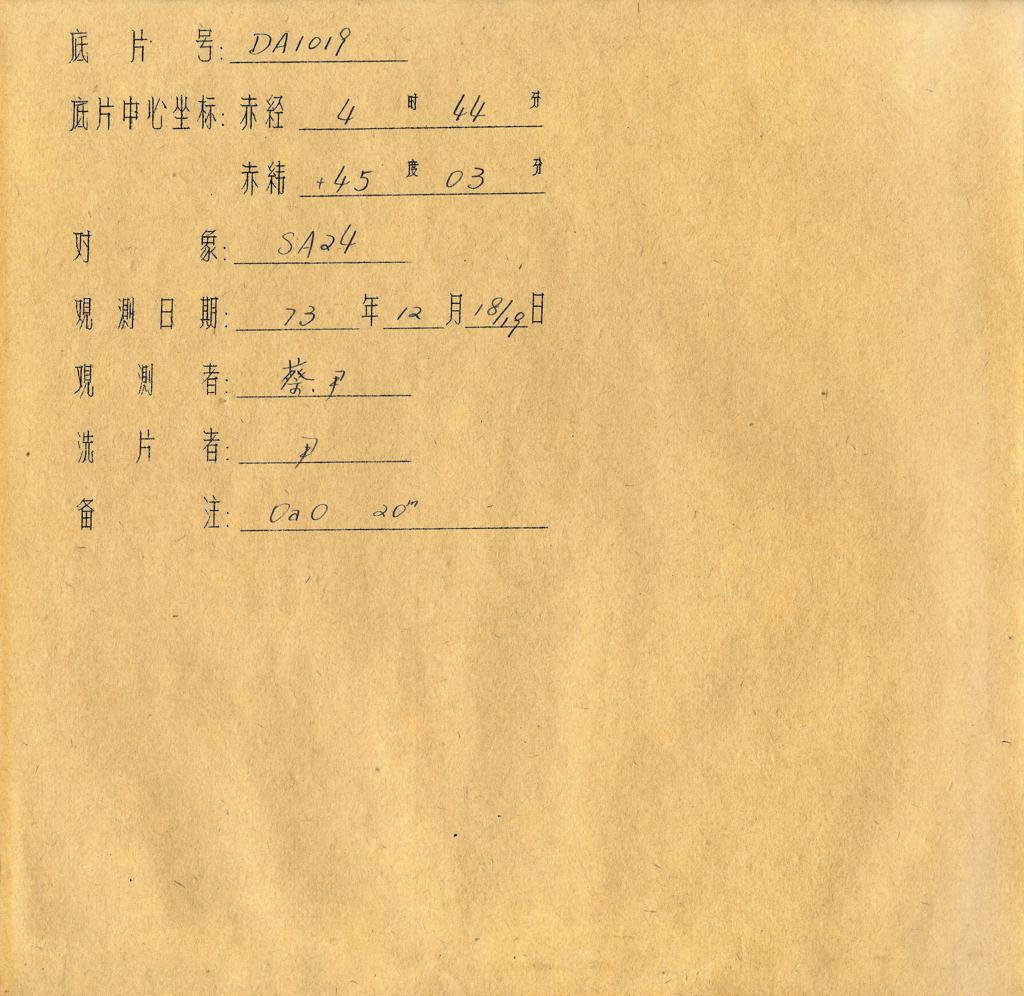 底片号: DA1019
底片中心坐标: 赤经 4 时 44 分
赤纬 +45 度 03 分
对象: SA24
观测日期: 73 年 12 月 18/19 日
观测者: 蔡. 尹
洗片者: 尹
备注: OaO 20m